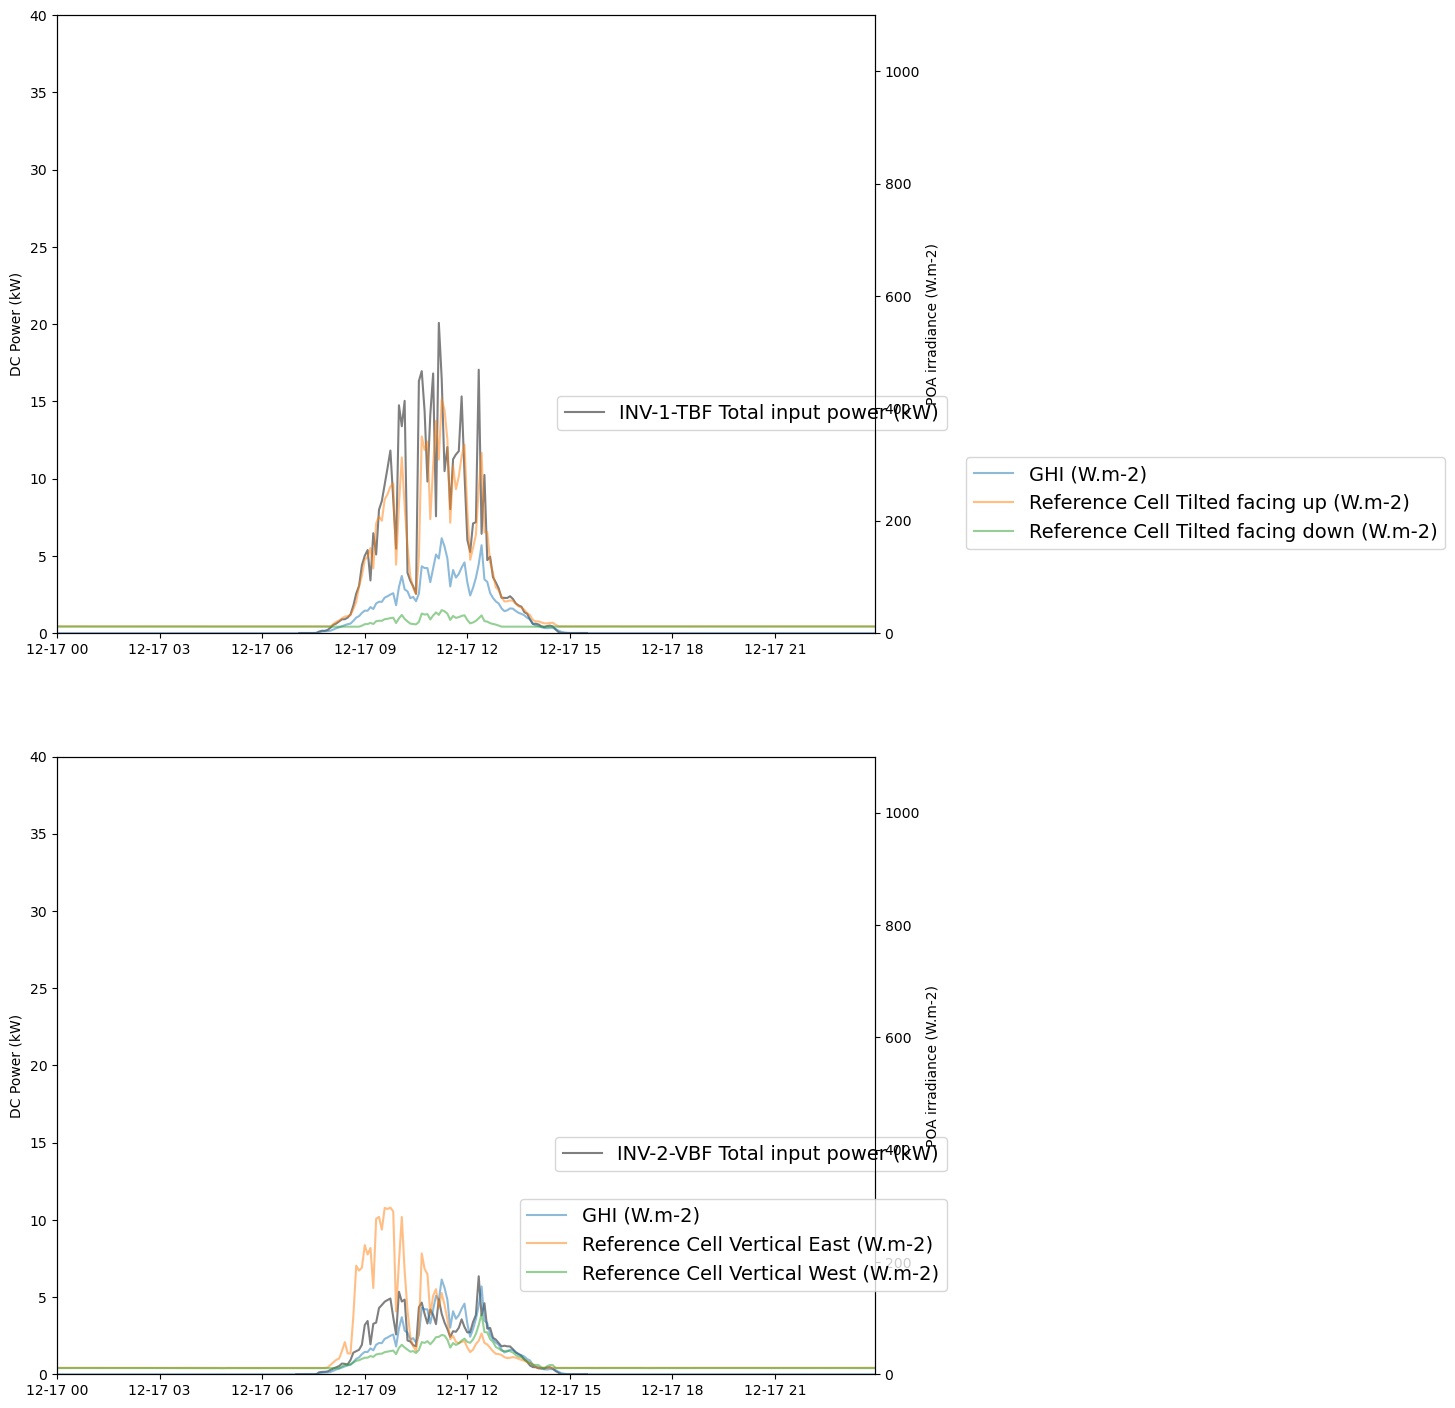 40
35
30
25
20
15
10
5
0
DC Power (kW)
1000
800
600
400
200
0
POA irradiance (W.m-2)
INV-1-TBF Total input power (kW)
GHI (W.m-2)
Reference Cell Tilted facing up (W.m-2)
Reference Cell Tilted facing down (W.m-2)
12-17 00 12-17 03 12-17 06 12-17 09 12-17 12 12-17 15 12-17 18 12-17 21
40
35
30
25
20
15
10
5
0
DC Power (kW)
1000
800
600
400
200
0
POA irradiance (W.m-2)
INV-2-VBF Total input power (kW)
GHI (W.m-2)
Reference Cell Vertical East (W.m-2)
Reference Cell Vertical West (W.m-2)
12-17 00 12-17 03 12-17 06 12-17 09 12-17 12 12-17 15 12-17 18 12-17 21